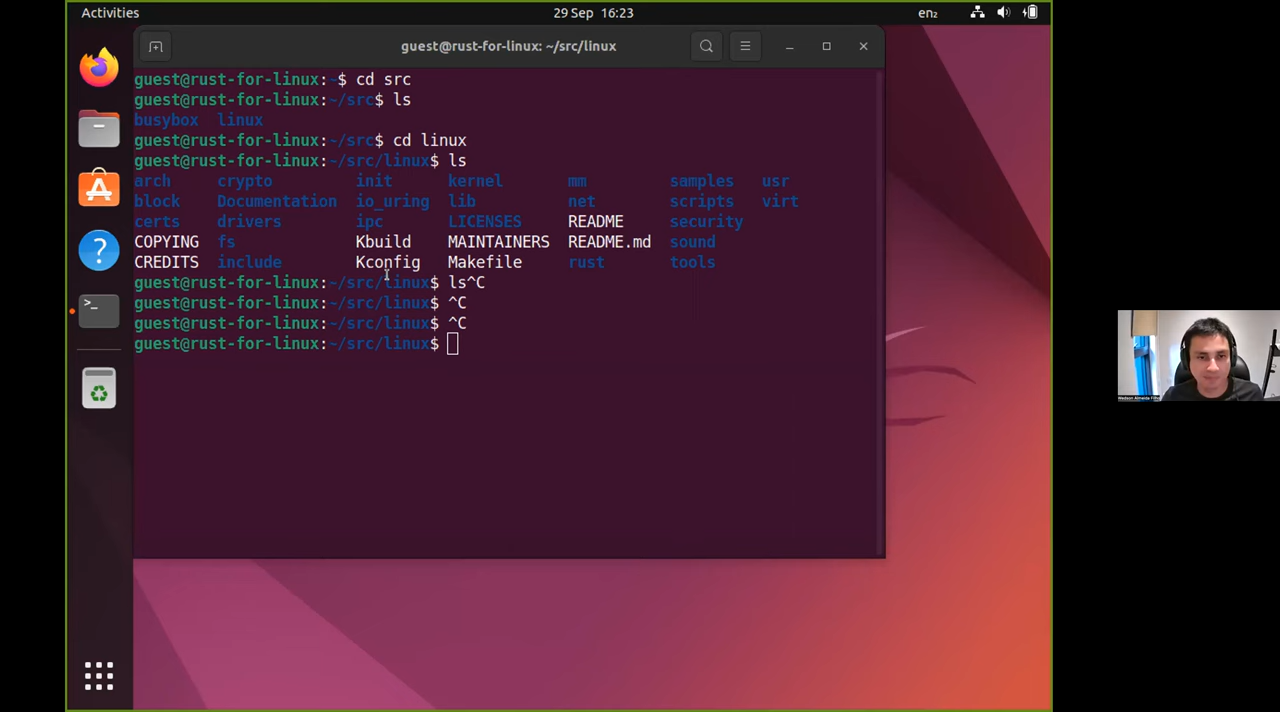 Activities
29 Sep 16:23
en₂
guest@rust-for-linux: ~/src/linux
guest@rust-for-linux:~$ cd src
guest@rust-for-linux:~/src$ ls
busybox linux
guest@rust-for-linux:~/src$ cd linux
guest@rust-for-linux:~/src/linux$ ls
arch crypto init kernel mm samples usr
block Documentation io_uring lib net scripts virt
certs drivers ipc LICENSES README security
COPYING fs Kbuild MAINTAINERS README.md sound
CREDITS include Kconfig Makefile rust tools
guest@rust-for-linux:~/src/linux$ ls^C
guest@rust-for-linux:~/src/linux$ ^C
guest@rust-for-linux:~/src/linux$ ^C
guest@rust-for-linux:~/src/linux$
Wedson Almeida Filho